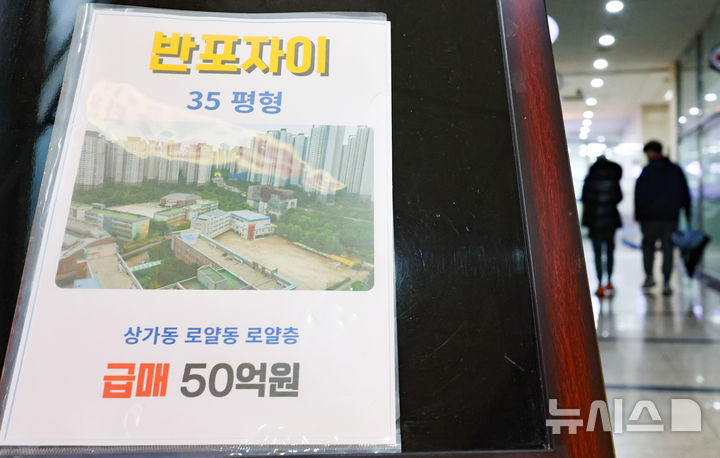 반포자이
35 평형
상가동 로얄동 로얄층
급매 50억원
뉴시스